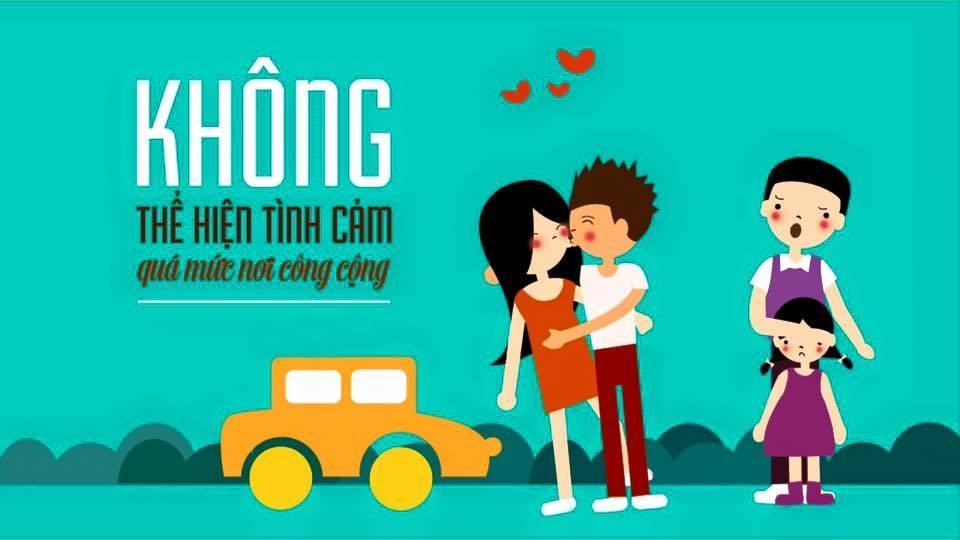 KHÔNG
THỂ HIỆN TÌNH CẢM
quá mức nơi công cộng